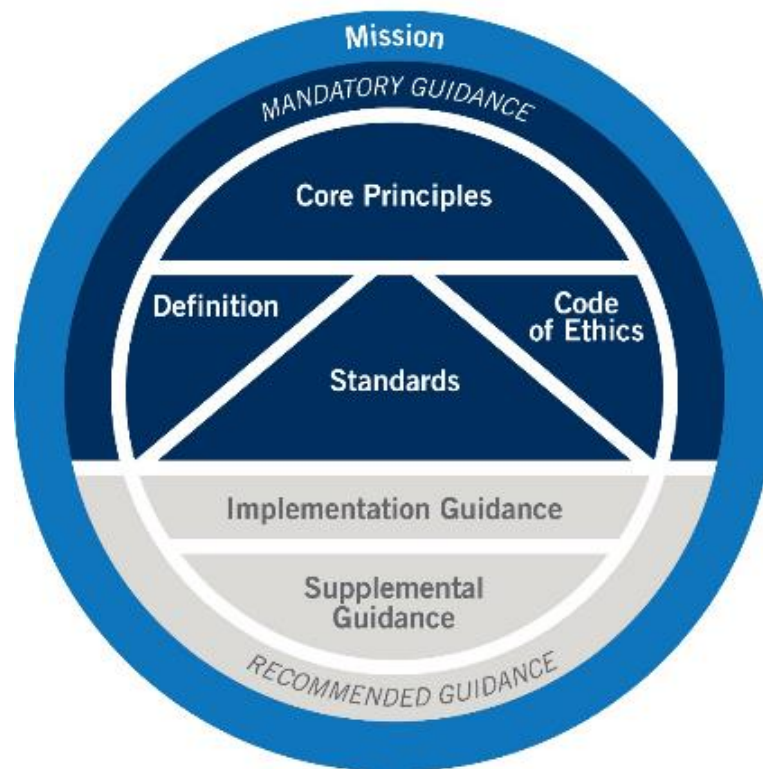 Mission
MANDATORY GUIDANCE
Core Principles
Definition
Code
of Ethics
Standards
Implementation Guidance
Supplemental
Guidance
RECOMMENDED GUIDANCE